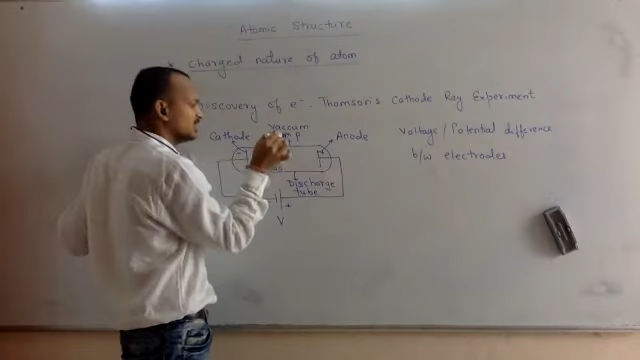 Atomic Structure
* Charged nature of atom
Discovery of e⁻. Thomson's Cathode Ray Experiment
Vaccum
Cathode
Anode
Voltage / Potential difference
b/w electrodes
-
+
Discharge
tube
+
V